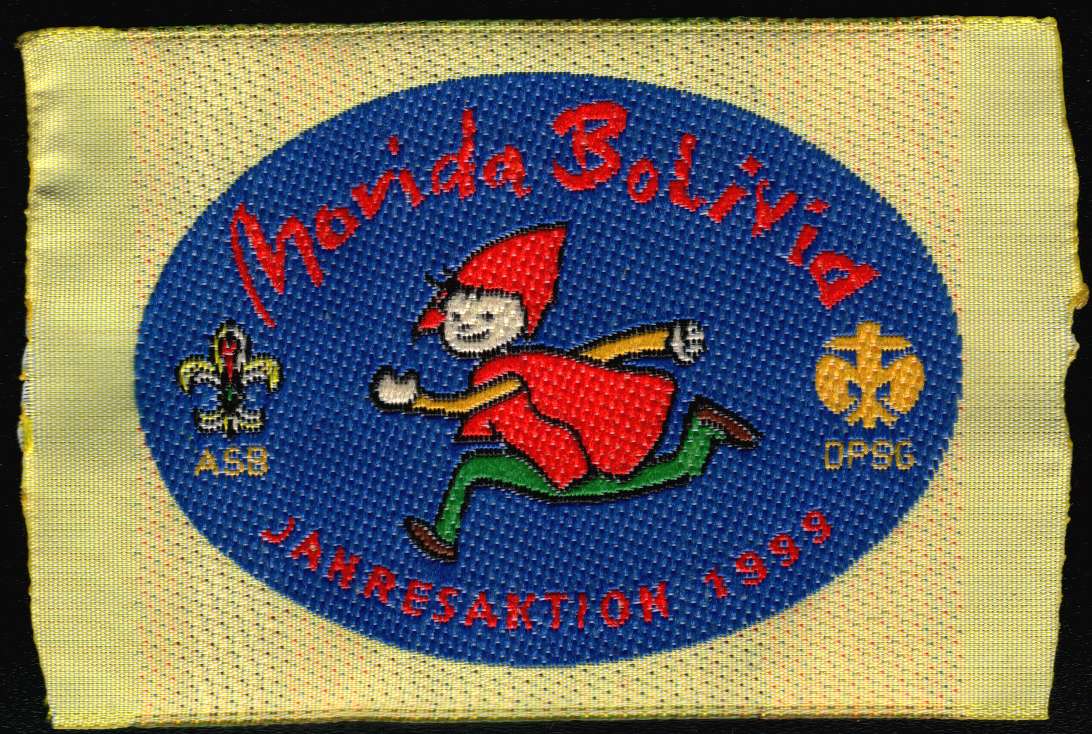 Movida Bolivia
ASB
DPSG
JAHRESAKTION 1999